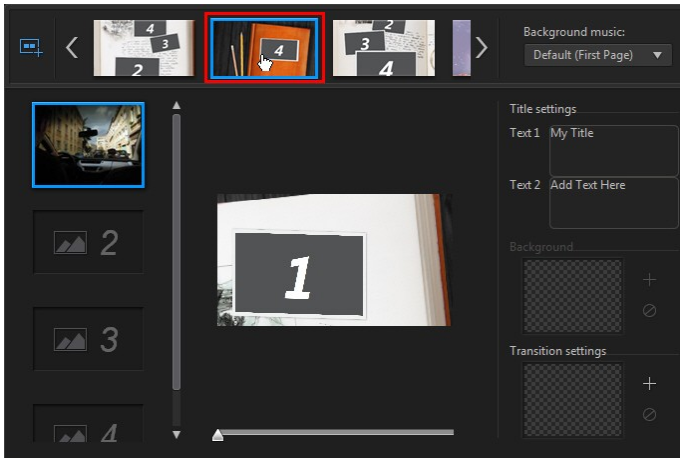 4
3
2
4
2
3
4
Background music:
Default (First Page)
Title settings
Text 1 My Title
Text 2 Add Text Here
2
1
Background
3
Transition settings
4